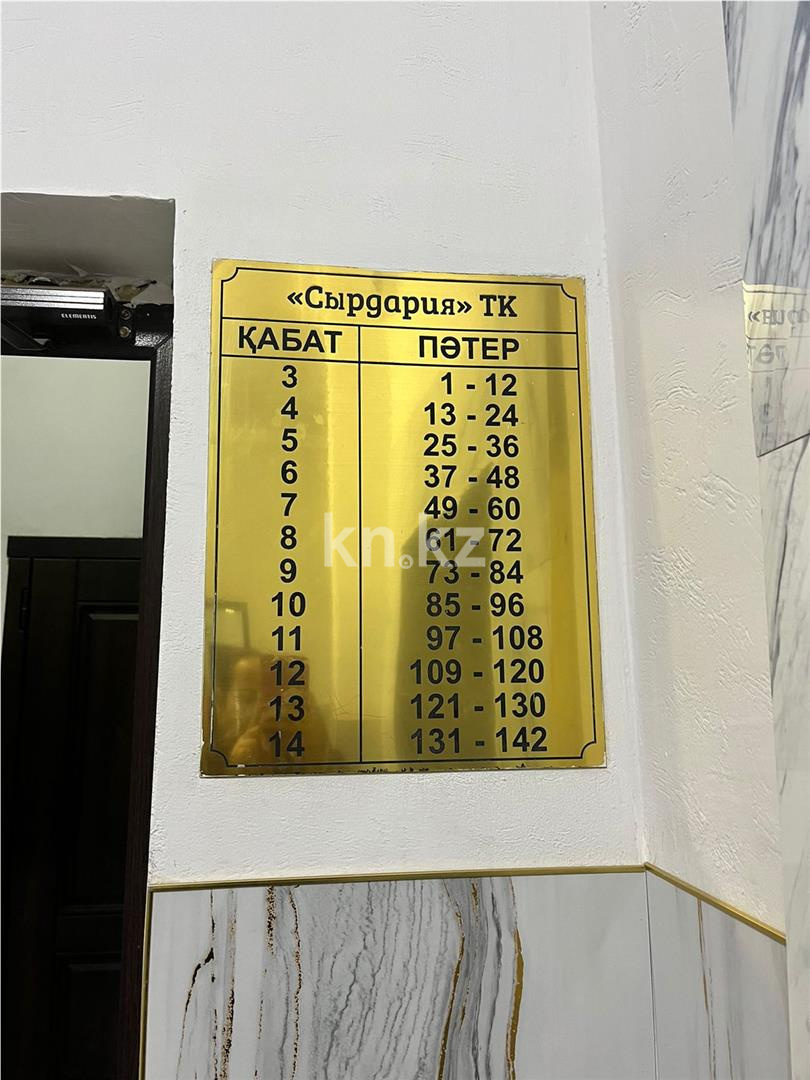 «Сырдария» ТК
ҚАБАТ ПӘТЕР
3 1 - 12
4 13 - 24
5 25 - 36
6 37 - 48
7 49 - 60
8 61 - 72
9 73 - 84
10 85 - 96
11 97 - 108
12 109 - 120
13 121 - 130
14 131 - 142
kn.kz
ELEMENTIS